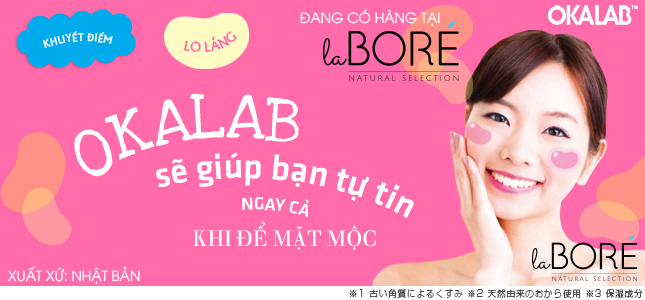 KHUYẾT ĐIỂM
LO LẮNG
ĐANG CÓ HÀNG TẠI
laBORÉ
NATURAL SELECTION
OKALAB™
OKALAB
sẽ giúp bạn tự tin
NGAY CẢ
KHI ĐỂ MẶT MỘC
laBORÉ
NATURAL SELECTION
XUẤT XỨ: NHẬT BẢN
※1 古い角質によるくすみ ※2 天然由来のおから使用 ※3 保湿成分